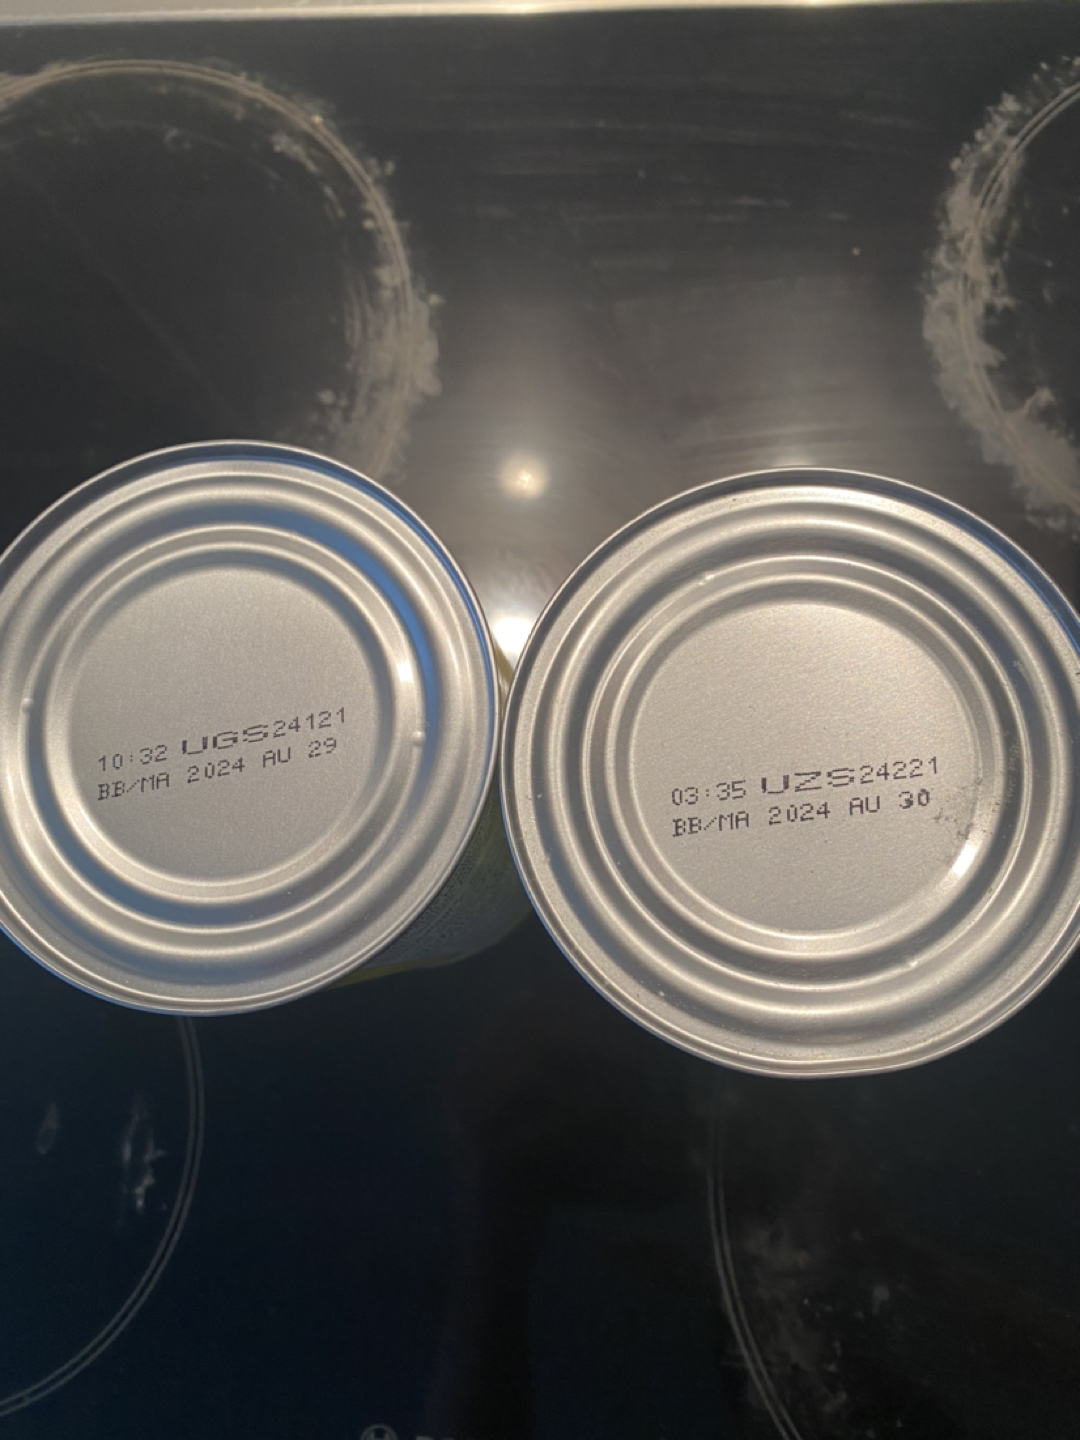 10:32 UGS24121
BB/MA 2024 AU 29
03:35 UZS24221
BB/MA 2024 AU 30